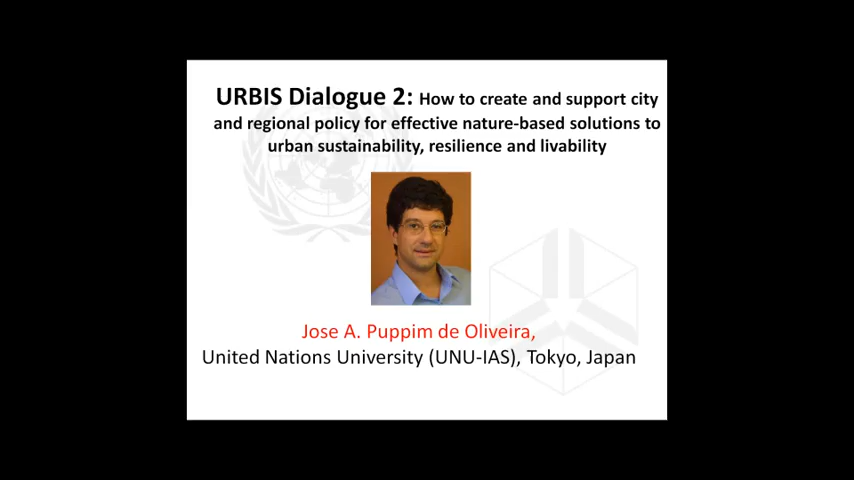 URBIS Dialogue 2: How to create and support city
and regional policy for effective nature-based solutions to
urban sustainability, resilience and livability
Jose A. Puppim de Oliveira,
United Nations University (UNU-IAS), Tokyo, Japan